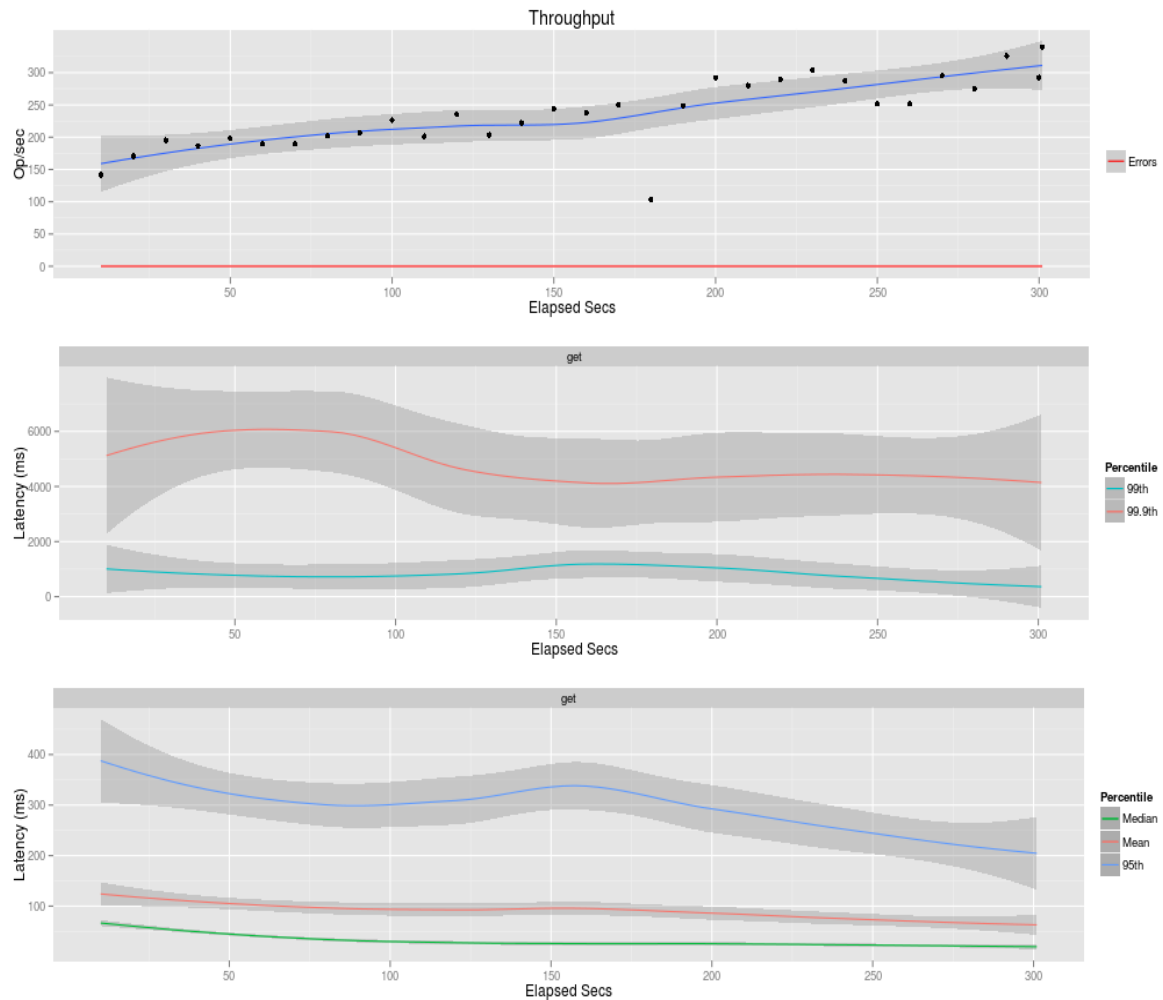 Throughput
300
250
200
150
100
50
0
Op/sec
50 100 150 200 250 300
Elapsed Secs
Errors
get
6000
4000
2000
0
Latency (ms)
50 100 150 200 250 300
Elapsed Secs
Percentile
99th
99.9th
get
400
300
200
100
Latency (ms)
50 100 150 200 250 300
Elapsed Secs
Percentile
Median
Mean
95th